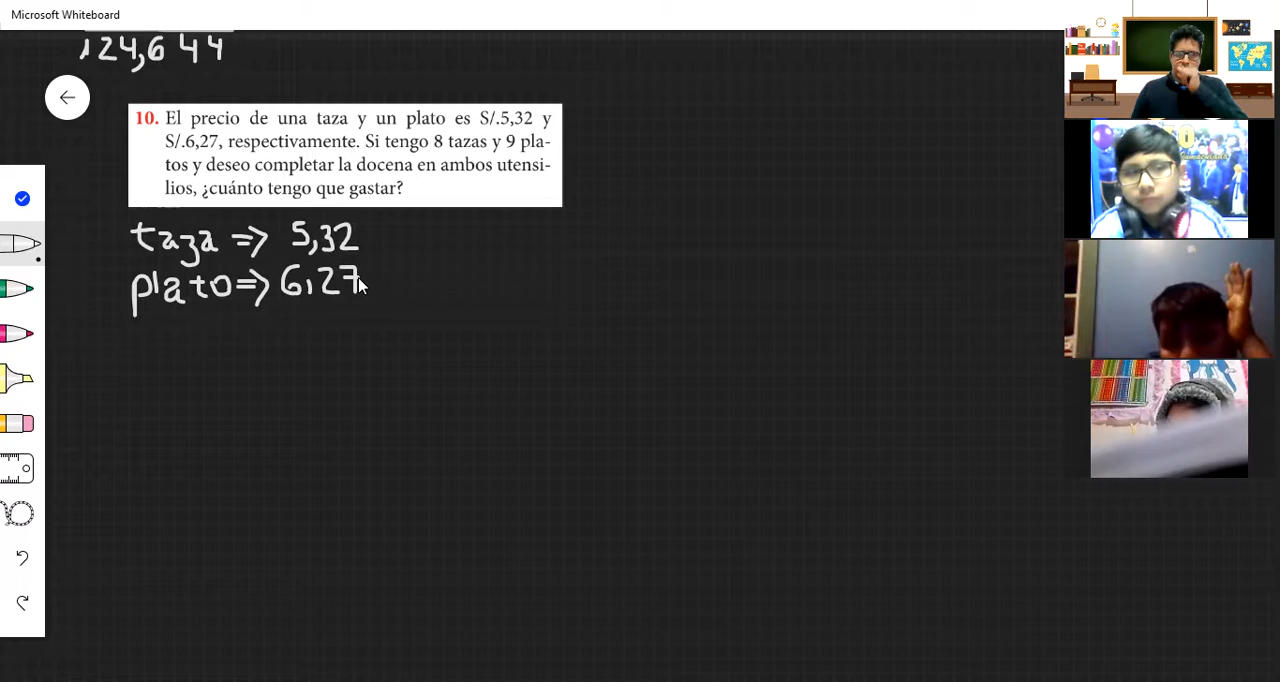 Microsoft Whiteboard
124,644
10. El precio de una taza y un plato es S/.5,32 y
S/.6,27, respectivamente. Si tengo 8 tazas y 9 pla-
tos y deseo completar la docena en ambos utensi-
lios, ¿cuánto tengo que gastar?
taza => 5,32
plato => 6,27